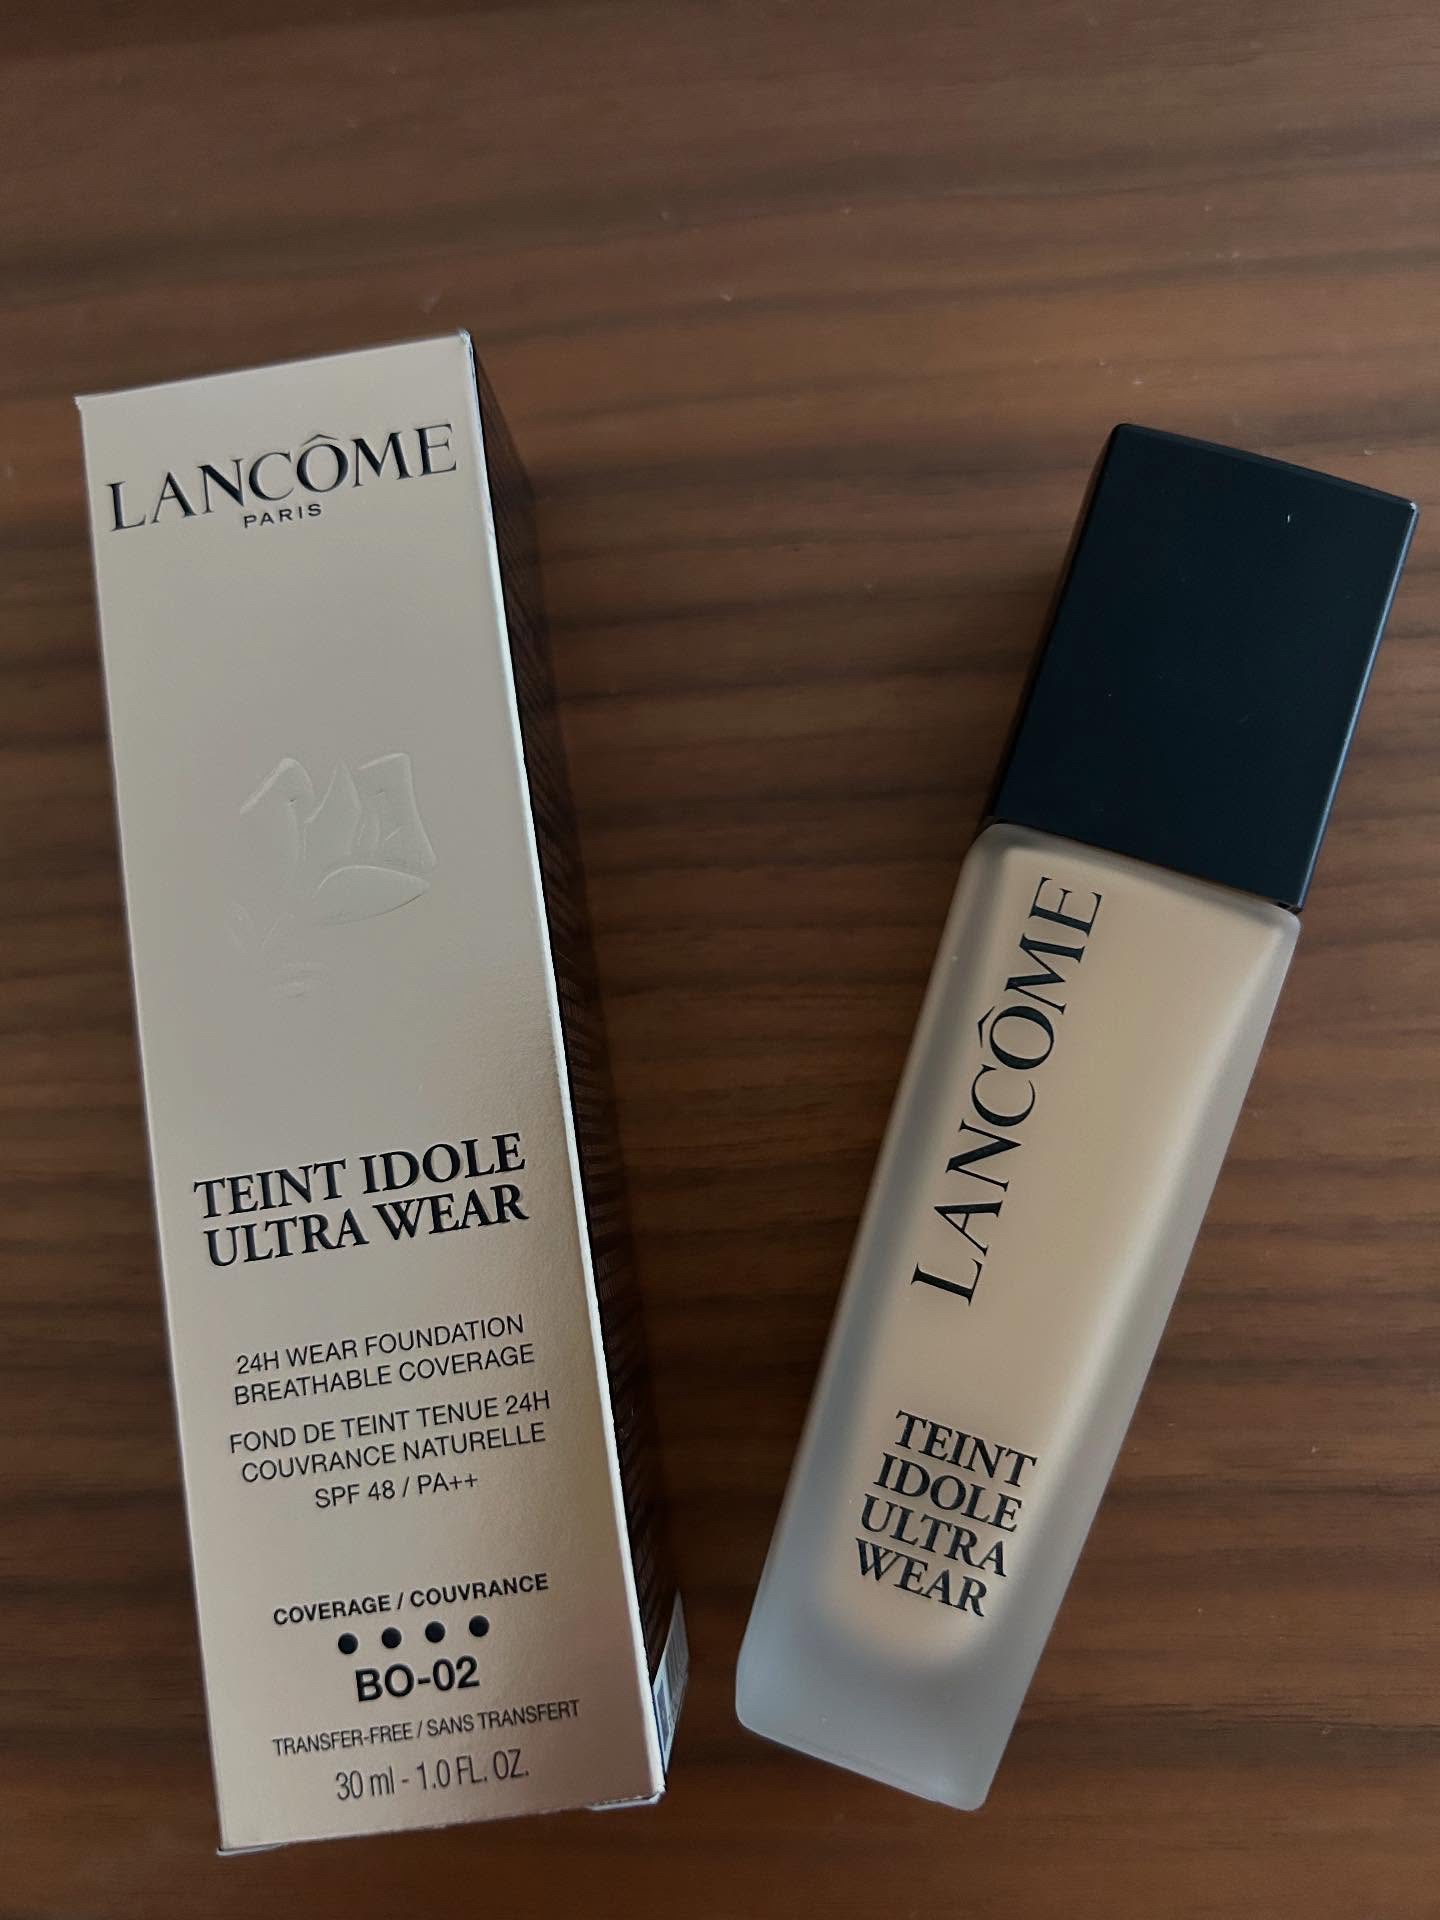 LANCÔME
PARIS
TEINT IDOLE
ULTRA WEAR
24H WEAR FOUNDATION
BREATHABLE COVERAGE
FOND DE TEINT TENUE 24H
COUVRANCE NATURELLE
SPF 48 / PA++
COVERAGE / COUVRANCE
BO-02
TRANSFER-FREE / SANS TRANSFERT
30 ml - 1.0 FL. OZ.
LANCÔME
TEINT
IDOLE
ULTRA
WEAR